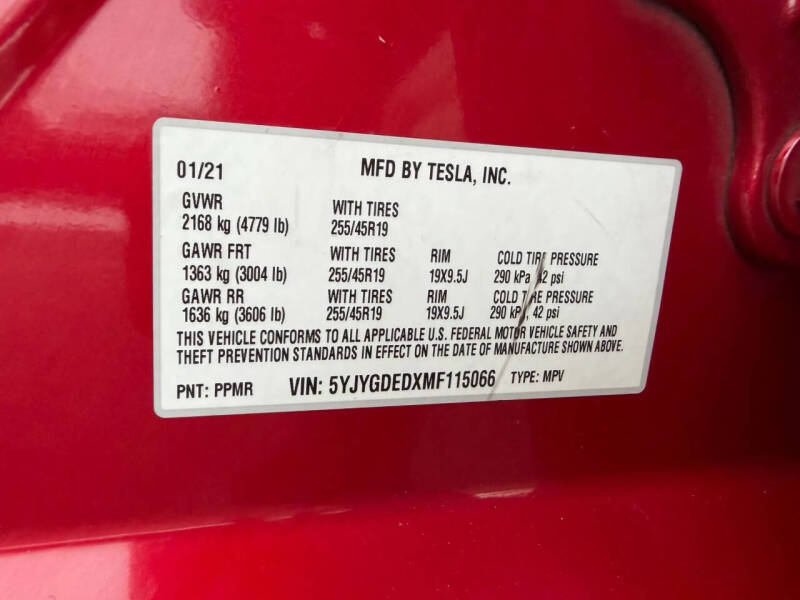 01/21 MFD BY TESLA, INC.
GVWR
2168 kg (4779 lb)
WITH TIRES
255/45R19
GAWR FRT WITH TIRES RIM COLD TIRE PRESSURE
1363 kg (3004 lb) 255/45R19 19X9.5J 290 kPa, 42 psi
GAWR RR WITH TIRES RIM COLD TIRE PRESSURE
1636 kg (3606 lb) 255/45R19 19X9.5J 290 kPa, 42 psi
THIS VEHICLE CONFORMS TO ALL APPLICABLE U.S. FEDERAL MOTOR VEHICLE SAFETY AND
THEFT PREVENTION STANDARDS IN EFFECT ON THE DATE OF MANUFACTURE SHOWN ABOVE.
PNT: PPMR VIN: 5YJYGDEDXMF115066 TYPE: MPV